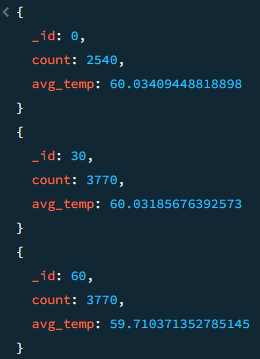 {
_id: 0,
count: 2540,
avg_temp: 60.03409448818898
}
{
_id: 30,
count: 3770,
avg_temp: 60.03185676392573
}
{
_id: 60,
count: 3770,
avg_temp: 59.710371352785145
}